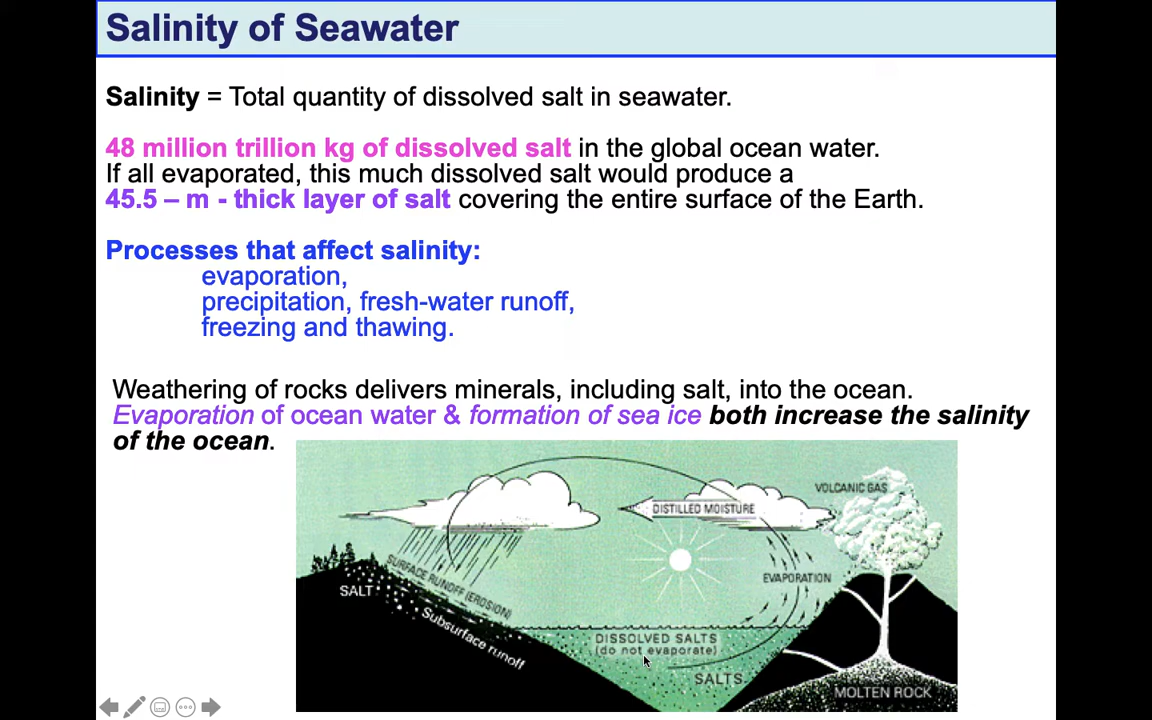 Salinity of Seawater
Salinity = Total quantity of dissolved salt in seawater.
48 million trillion kg of dissolved salt in the global ocean water.
If all evaporated, this much dissolved salt would produce a
45.5 – m - thick layer of salt covering the entire surface of the Earth.
Processes that affect salinity:
evaporation,
precipitation, fresh-water runoff,
freezing and thawing.
Weathering of rocks delivers minerals, including salt, into the ocean.
Evaporation of ocean water & formation of sea ice both increase the salinity
of the ocean.
VOLCANIC GAS
DISTILLED MOISTURE
EVAPORATION
SURFACE RUNOFF (EROSION)
SALT
Subsurface runoff
DISSOLVED SALTS
(do not evaporate)
SALTS
MOLTEN ROCK